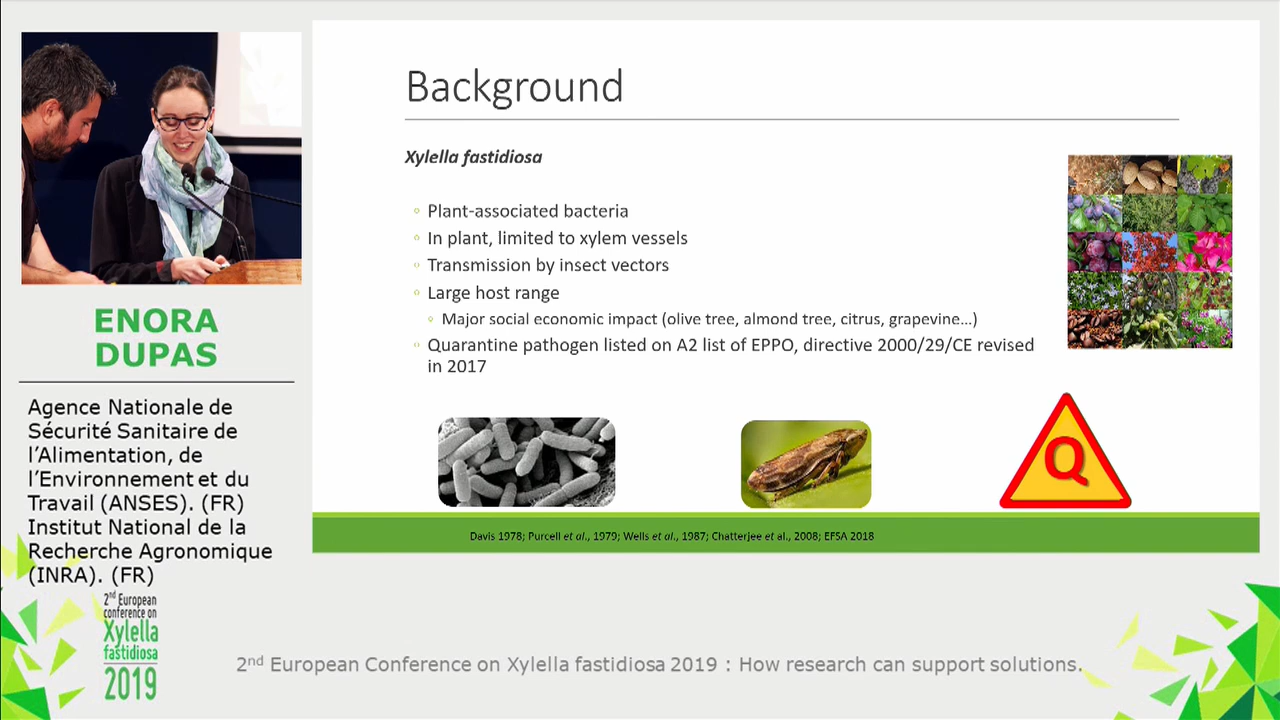 Background
Xylella fastidiosa
Plant-associated bacteria
In plant, limited to xylem vessels
Transmission by insect vectors
Large host range
Major social economic impact (olive tree, almond tree, citrus, grapevine…)
Quarantine pathogen listed on A2 list of EPPO, directive 2000/29/CE revised
in 2017
Q
Davis 1978; Purcell et al., 1979; Wells et al., 1987; Chatterjee et al., 2008; EFSA 2018
ENORA
DUPAS
Agence Nationale de
Sécurité Sanitaire de
l’Alimentation, de
l’Environnement et du
Travail (ANSES). (FR)
Institut National de la
Recherche Agronomique
(INRA). (FR)
2nd European
conference on
Xylella
fastidiosa
2019
2nd European Conference on Xylella fastidiosa 2019 : How research can support solutions.